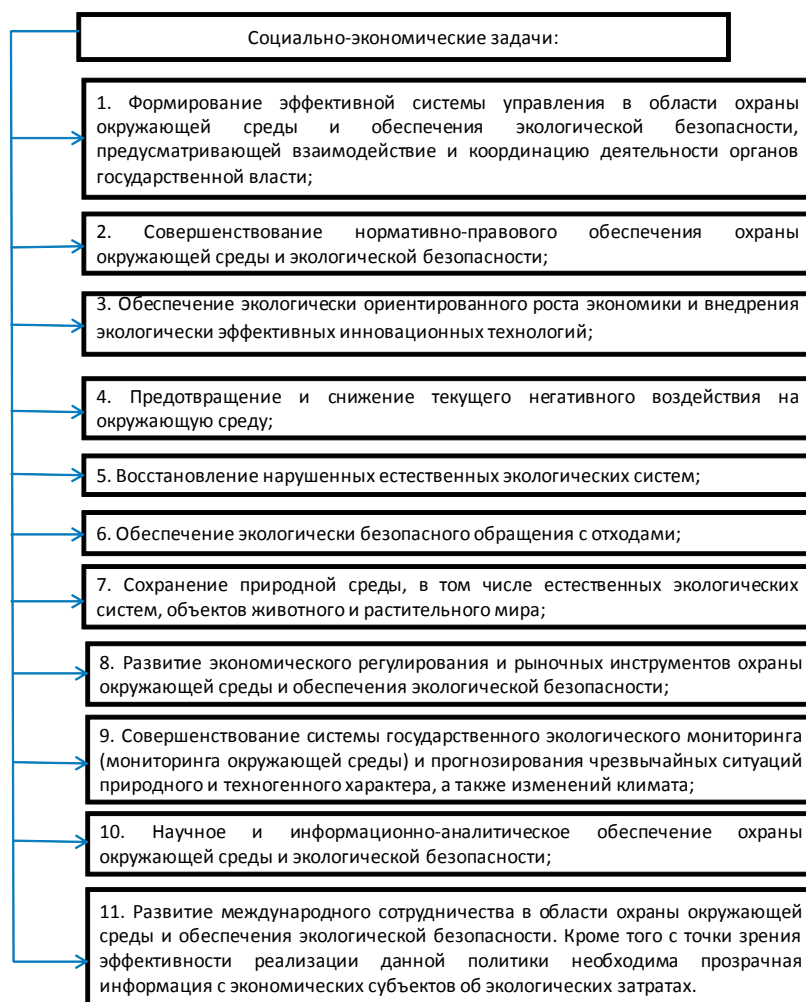 Социально-экономические задачи:
1. Формирование эффективной системы управления в области охраны
окружающей среды и обеспечения экологической безопасности,
предусматривающей взаимодействие и координацию деятельности органов
государственной власти;
2. Совершенствование нормативно-правового обеспечения охраны
окружающей среды и экологической безопасности;
3. Обеспечение экологически ориентированного роста экономики и внедрения
экологически эффективных инновационных технологий;
4. Предотвращение и снижение текущего негативного воздействия на
окружающую среду;
5. Восстановление нарушенных естественных экологических систем;
6. Обеспечение экологически безопасного обращения с отходами;
7. Сохранение природной среды, в том числе естественных экологических
систем, объектов животного и растительного мира;
8. Развитие экономического регулирования и рыночных инструментов охраны
окружающей среды и обеспечения экологической безопасности;
9. Совершенствование системы государственного экологического мониторинга
(мониторинга окружающей среды) и прогнозирования чрезвычайных ситуаций
природного и техногенного характера, а также изменений климата;
10. Научное и информационно-аналитическое обеспечение охраны
окружающей среды и экологической безопасности;
11. Развитие международного сотрудничества в области охраны окружающей
среды и обеспечения экологической безопасности. Кроме того с точки зрения
эффективности реализации данной политики необходима прозрачная
информация с экономических субъектов об экологических затратах.